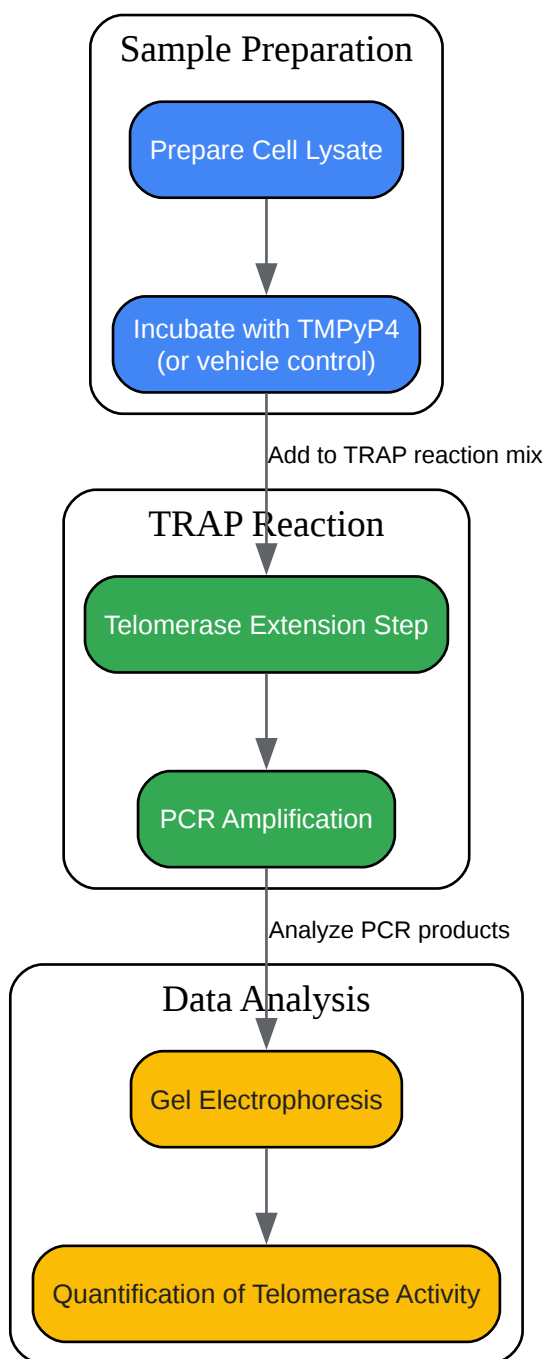 Sample Preparation
Prepare Cell Lysate
Incubate with TMPyP4
(or vehicle control)
Add to TRAP reaction mix
TRAP Reaction
Telomerase Extension Step
PCR Amplification
Analyze PCR products
Data Analysis
Gel Electrophoresis
Quantification of Telomerase Activity